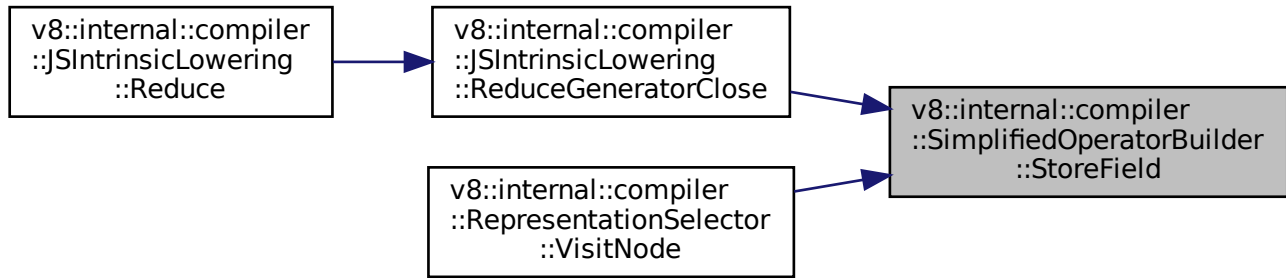 v8::internal::compiler
::JSIntrinsicLowering
::Reduce
v8::internal::compiler
::JSIntrinsicLowering
::ReduceGeneratorClose
v8::internal::compiler
::SimplifiedOperatorBuilder
::StoreField
v8::internal::compiler
::RepresentationSelector
::VisitNode